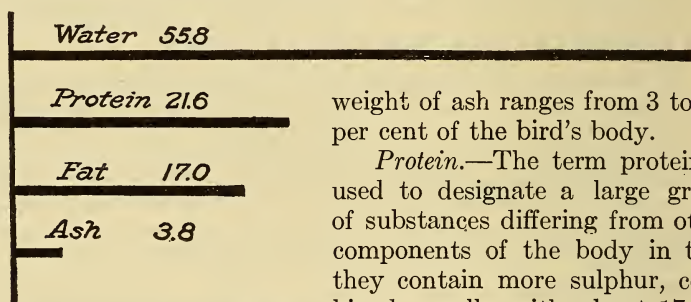 Water 55.8
Protein 21.6
Fat 17.0
Ash 3.8
weight of ash ranges from 3 to
per cent of the bird's body.
Protein.—The term protein
used to designate a large gr
of substances differing from ot
components of the body in t
they contain more sulphur, c